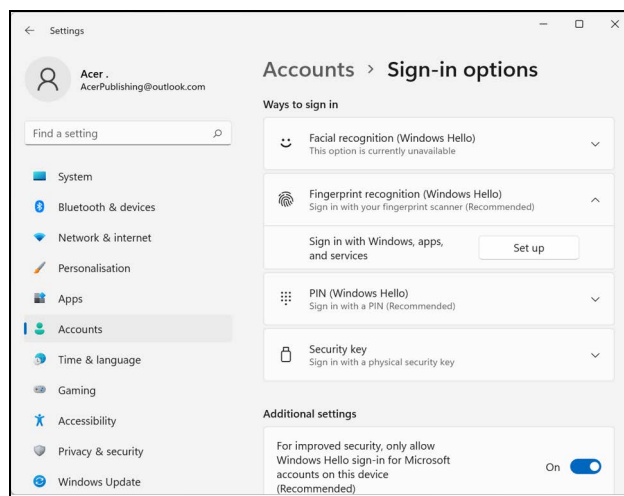 Settings
Acer .
AcerPublishing@outlook.com
Find a setting
System
Bluetooth & devices
Network & internet
Personalisation
Apps
Accounts
Time & language
Gaming
Accessibility
Privacy & security
Windows Update
Accounts > Sign-in options
Ways to sign in
Facial recognition (Windows Hello)
This option is currently unavailable
Fingerprint recognition (Windows Hello)
Sign in with your fingerprint scanner (Recommended)
Sign in with Windows, apps,
and services
Set up
PIN (Windows Hello)
Sign in with a PIN (Recommended)
Security key
Sign in with a physical security key
Additional settings
For improved security, only allow
Windows Hello sign-in for Microsoft
accounts on this device
(Recommended)
On